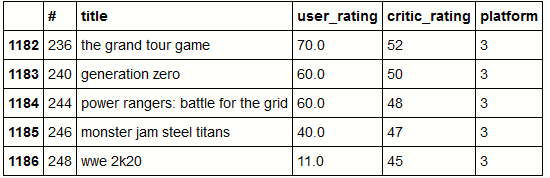 # title user_rating critic_rating platform
1182 236 the grand tour game 70.0 52 3
1183 240 generation zero 60.0 50 3
1184 244 power rangers: battle for the grid 60.0 48 3
1185 246 monster jam steel titans 40.0 47 3
1186 248 wwe 2k20 11.0 45 3